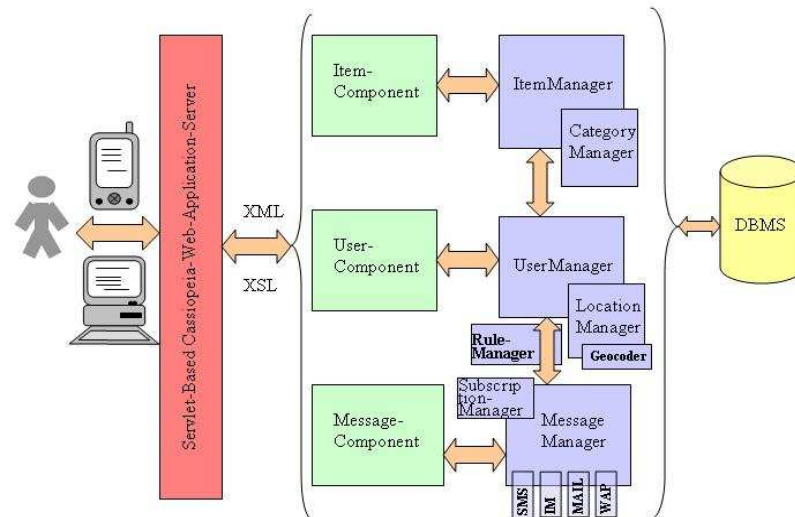 Servlet-Based Cassiopeia-Web-Application-Server
XML
XSL
Item-
Component
ItemManager
Category
Manager
User-
Component
UserManager
Location
Manager
Geocoder
Rule-
Manager
Subscrip
tion-
Manager
Message-
Component
Message
Manager
SMS
IM
MAIL
WAP
DBMS